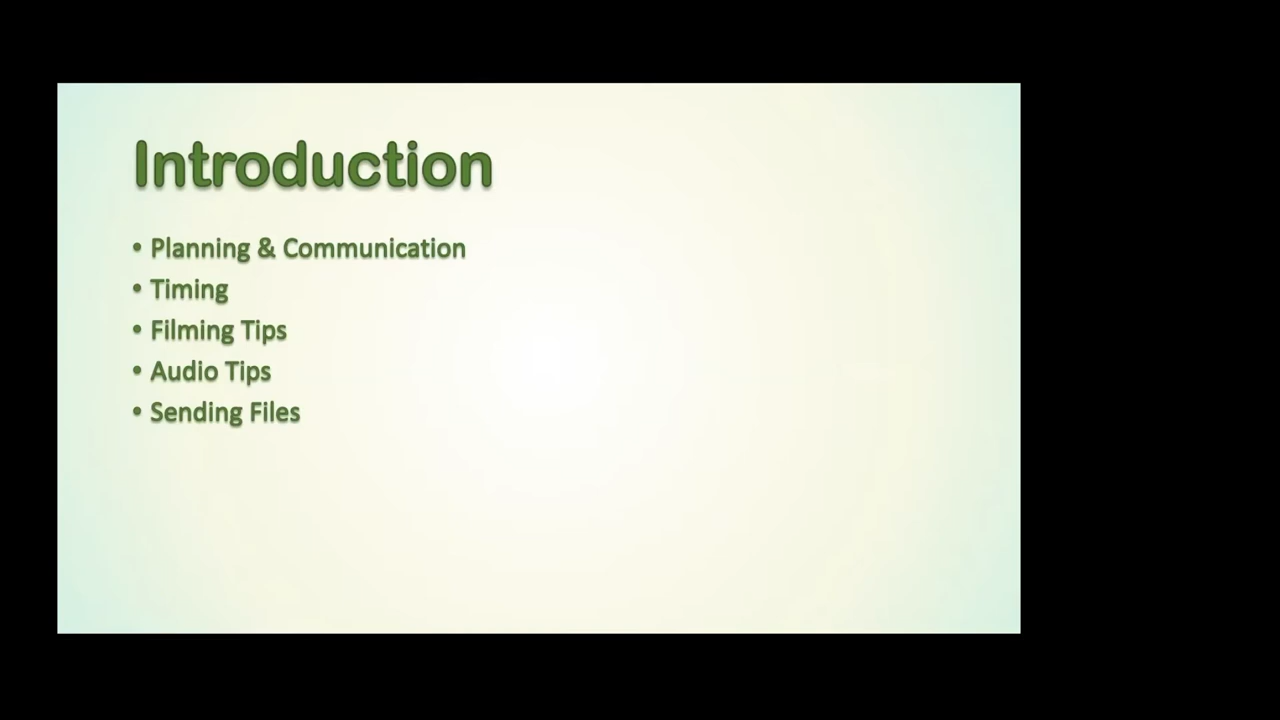 Introduction
• Planning & Communication
• Timing
• Filming Tips
• Audio Tips
• Sending Files